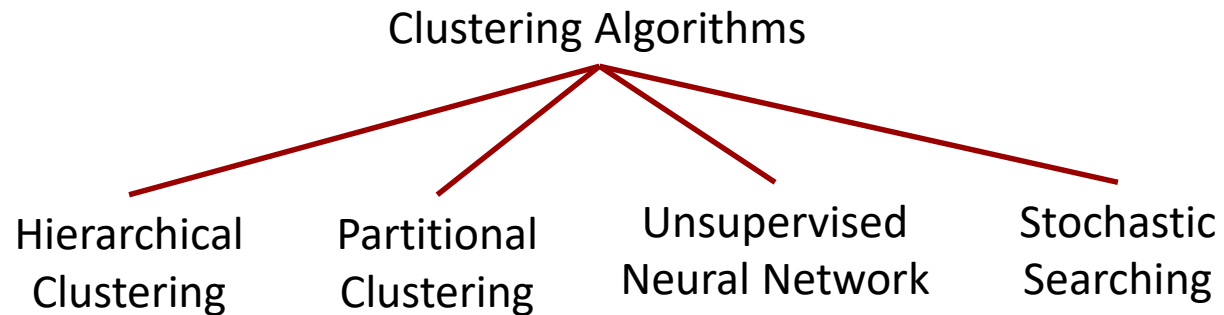 Clustering Algorithms
Hierarchical
Clustering
Partitional
Clustering
Unsupervised
Neural Network
Stochastic
Searching